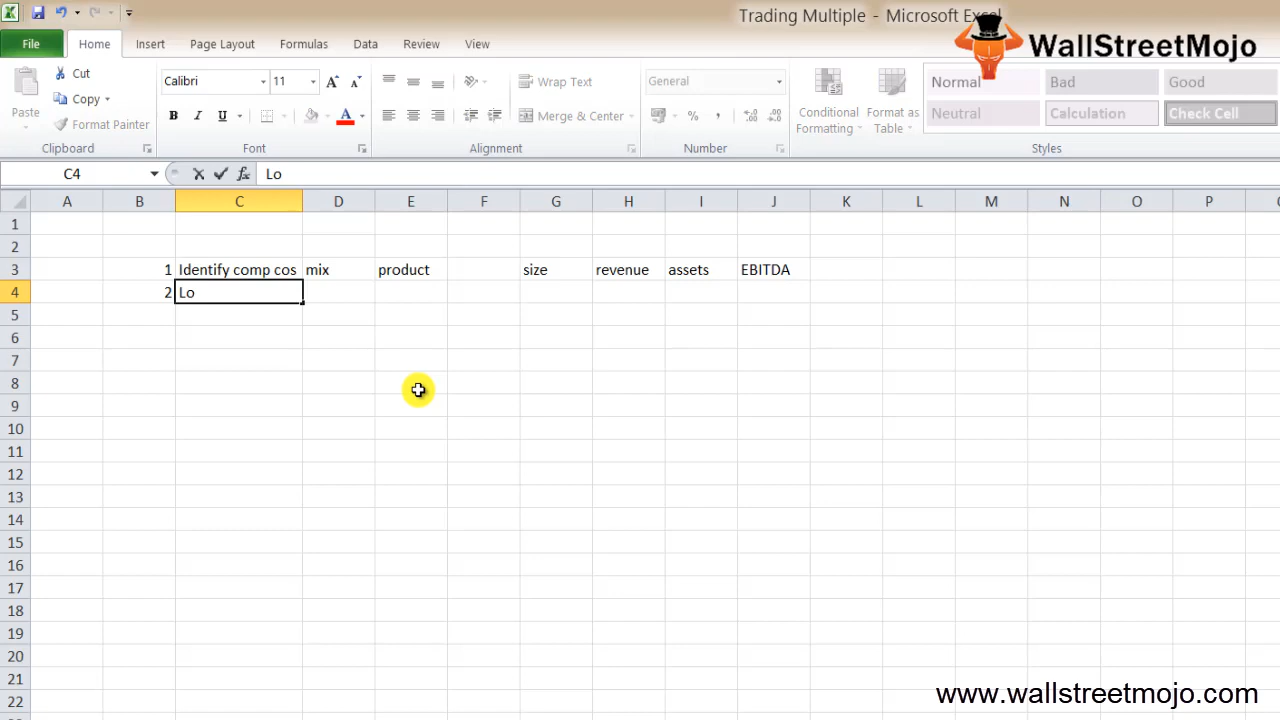 Trading Multiple - Microsoft Excel
WallStreetMojo
File Home Insert Page Layout Formulas Data Review View
Cut
Copy
Format Painter
Paste
Clipboard
Calibri 11 A A
B I U A
Font
Wrap Text
Merge & Center
Alignment
General
% ,
Number
Conditional Formatting
Format as Table
Normal Bad Good
Neutral Calculation Check Cell
Styles
C4 fx Lo
A B C D E F G H I J K L M N O P
1
2
3 1 Identify comp cos mix product size revenue assets EBITDA
4 2 Lo
5
6
7
8
9
10
11
12
13
14
15
16
17
18
19
20
21
22
www.wallstreetmojo.com